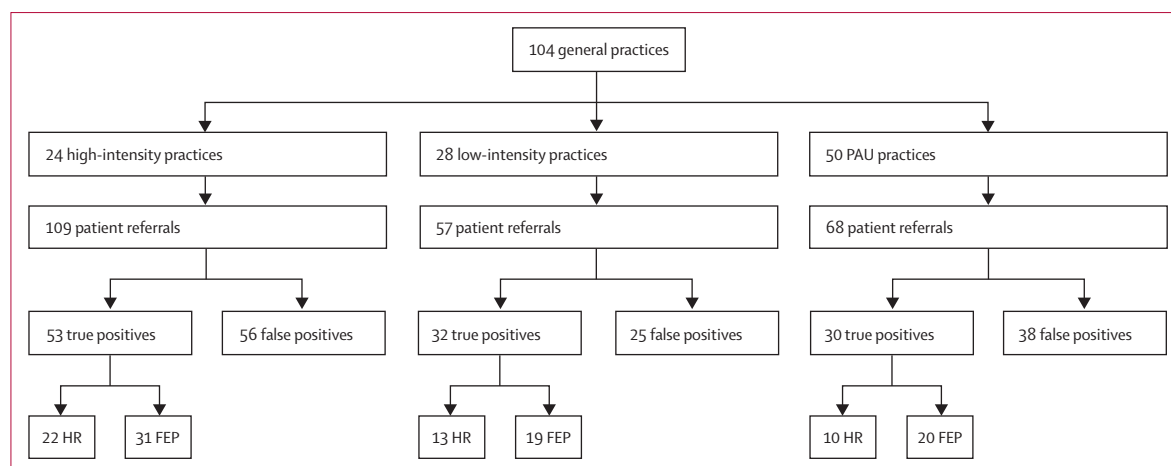 104 general practices
24 high-intensity practices
28 low-intensity practices
50 PAU practices
109 patient referrals
57 patient referrals
68 patient referrals
53 true positives
56 false positives
32 true positives
25 false positives
30 true positives
38 false positives
22 HR
31 FEP
13 HR
19 FEP
10 HR
20 FEP